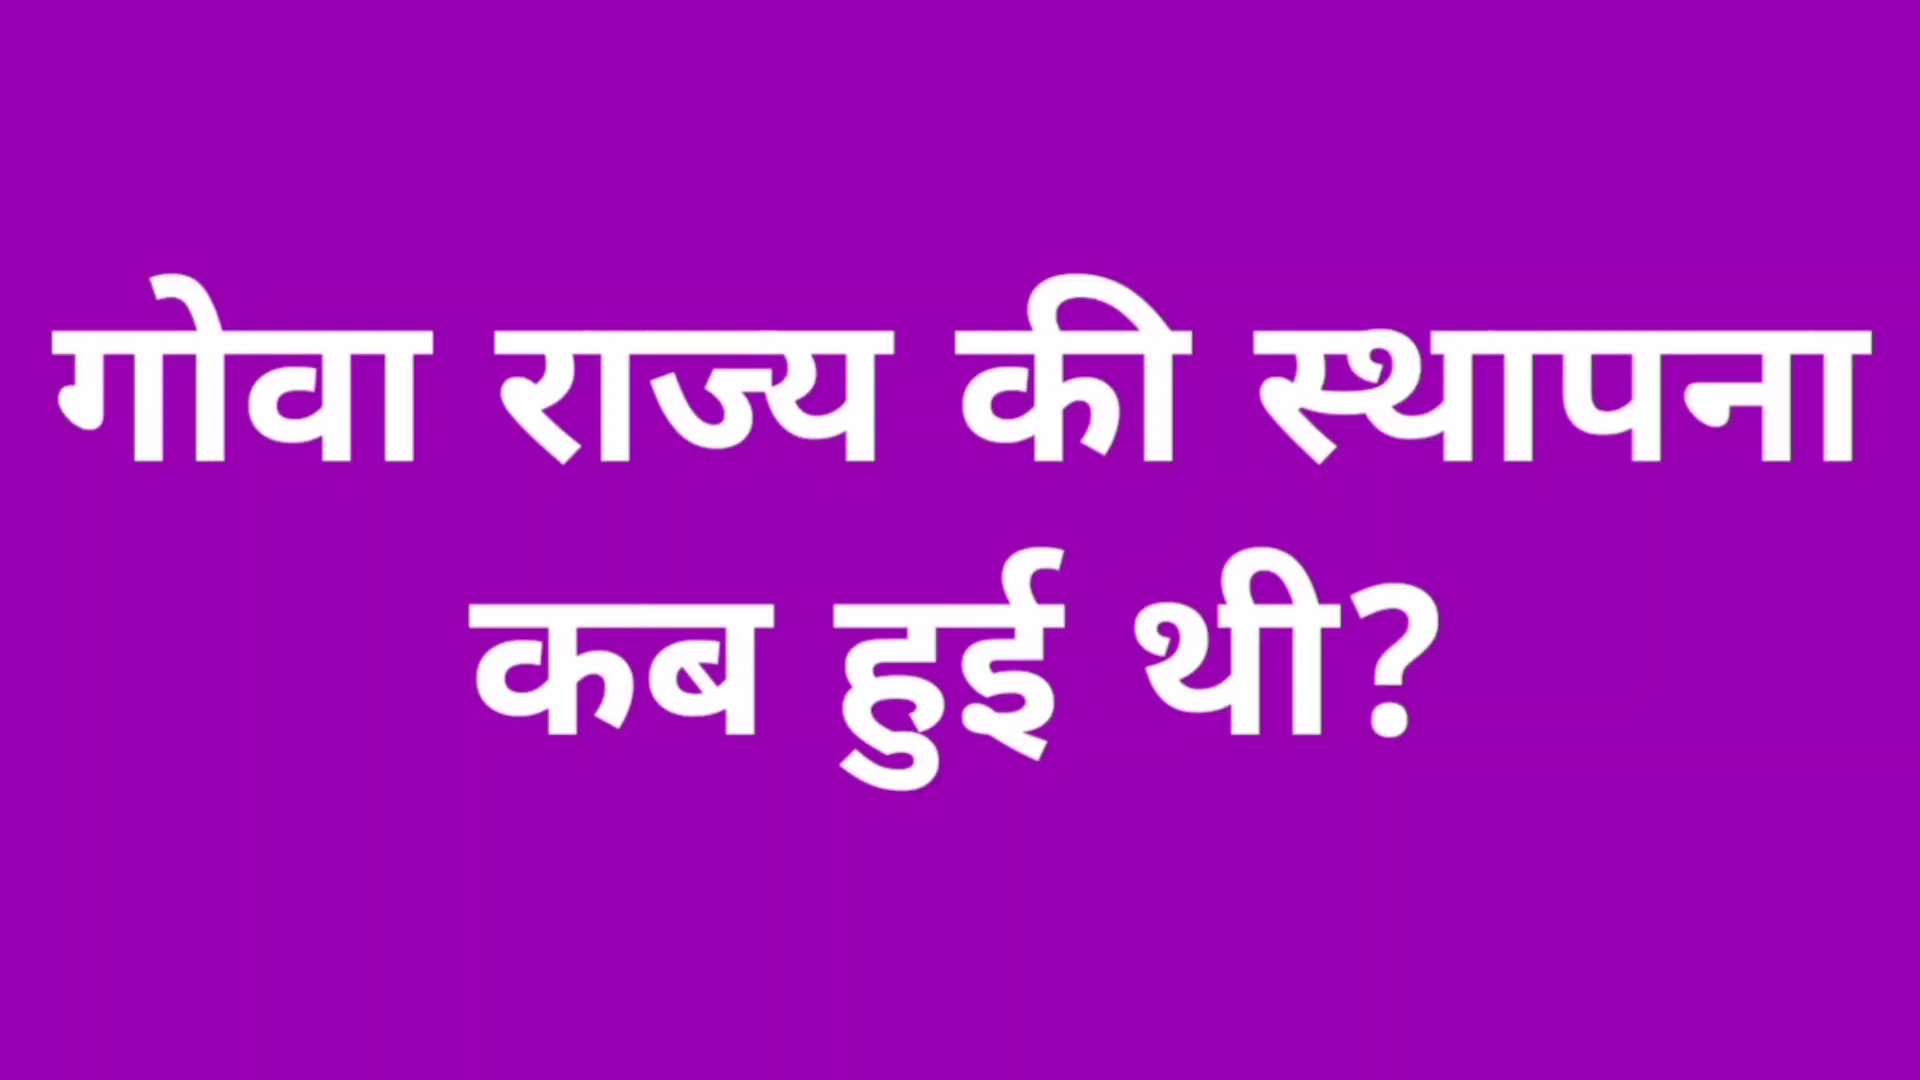 गोवा राज्य की स्थापना
कब हुई थी?